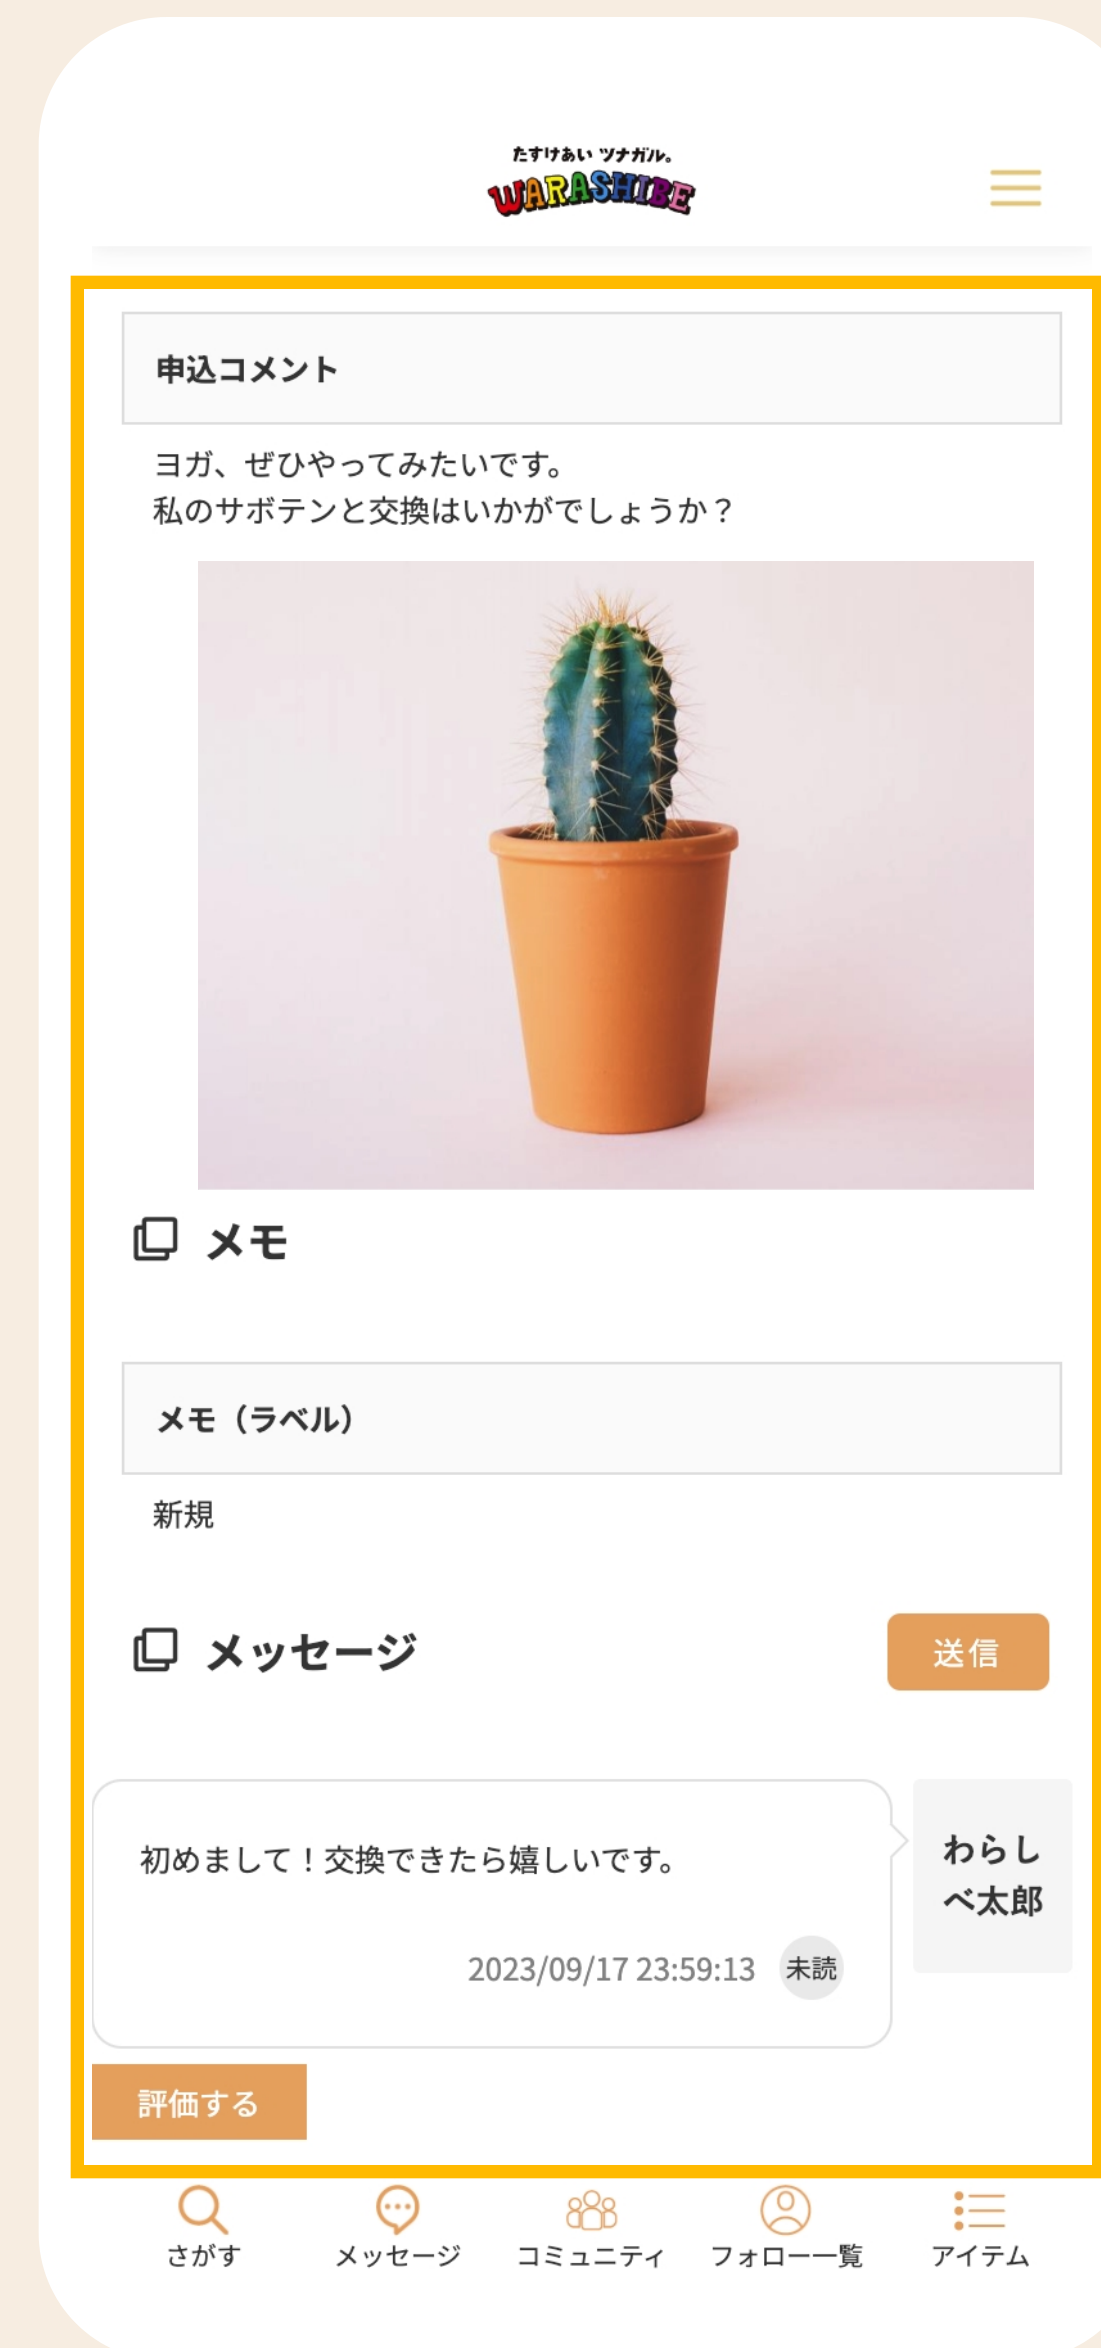 たすけあい ツナガル。
WARASHIBE
申込コメント
ヨガ、ぜひやってみたいです。
私のサボテンと交換はいかがでしょうか？
メモ
メモ（ラベル）
新規
メッセージ
送信
初めまして！交換できたら嬉しいです。
2023/09/17 23:59:13 未読
わらし
べ太郎
評価する
さがす
メッセージ
コミュニティ
フォロー一覧
アイテム